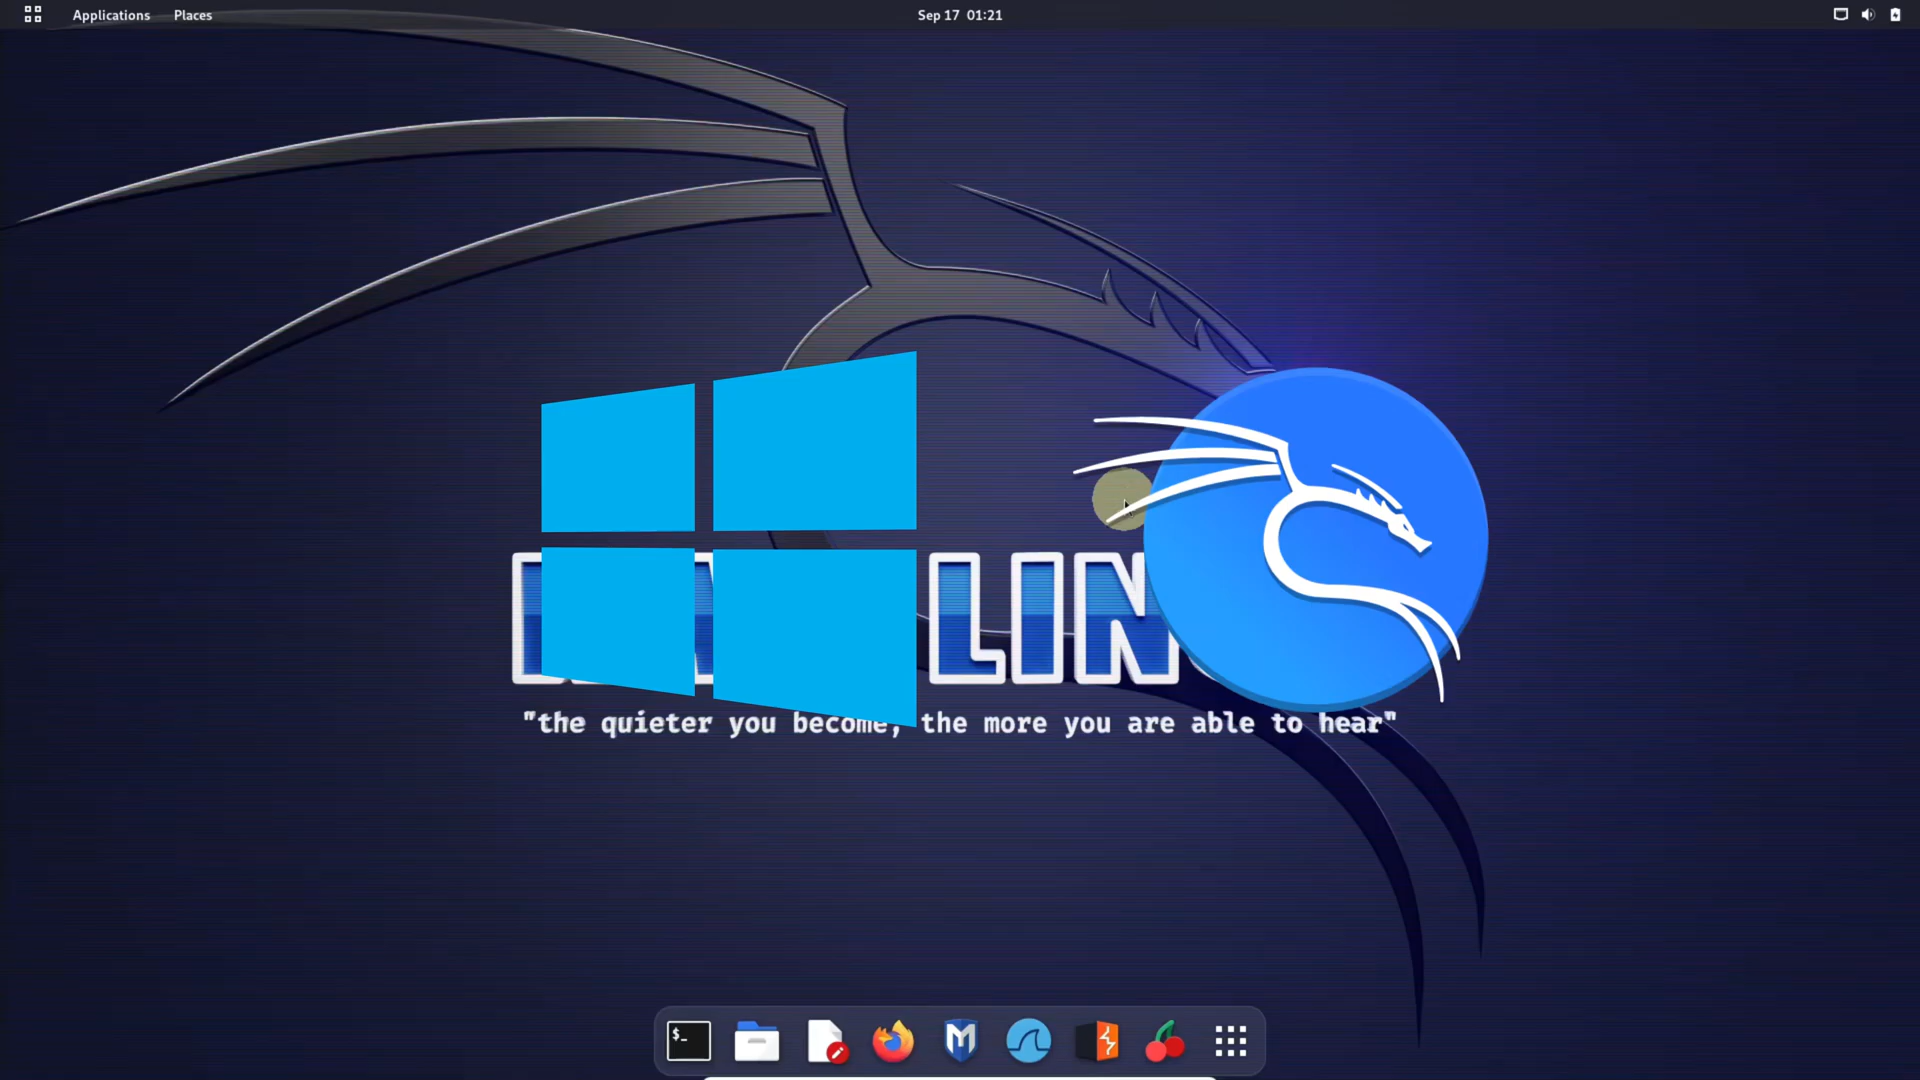 Applications Places Sep 17 01:21
LIN
"the quieter you become, the more you are able to hear"
$_
M